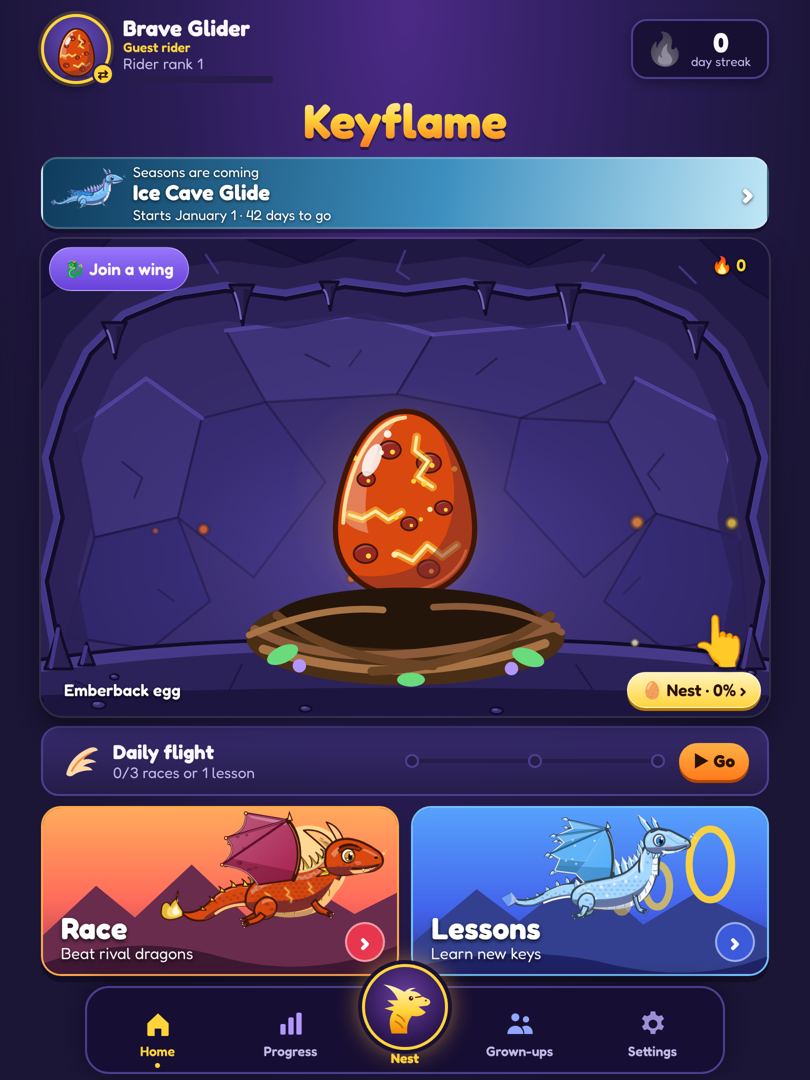 Brave Glider
Guest rider
Rider rank 1
0
day streak
Keyflame
Seasons are coming
Ice Cave Glide
Starts January 1 · 42 days to go
Join a wing
0
Emberback egg
Nest · 0% ›
Daily flight
0/3 races or 1 lesson
Go
Race
Beat rival dragons
Lessons
Learn new keys
Home
Progress
Nest
Grown-ups
Settings